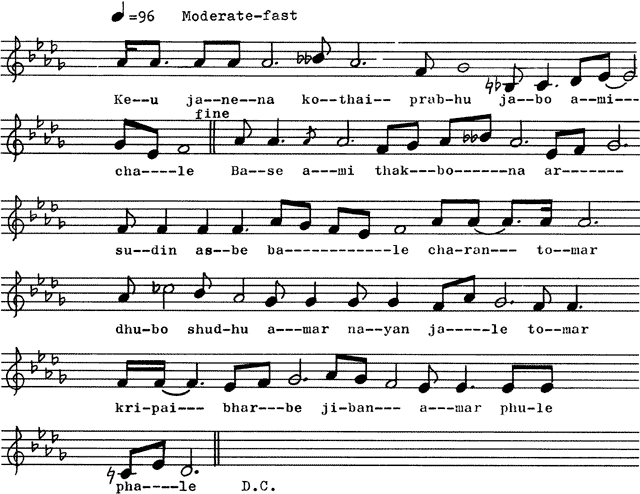 ♩=96 Moderate-fast
Ke--u ja--ne--na ko--thai-- prab-hu ja--bo a--mi---
fine
cha----le Ba--se a---mi thak--bo------na ar-------
su--din as--be ba-----------le cha-ran--- to--mar
dhu-bo shud-hu a---mar na--yan ja-----le to--mar
kri-pai--- bhar---be ji-ban--- a--mar phu-le
pha----le D.C.